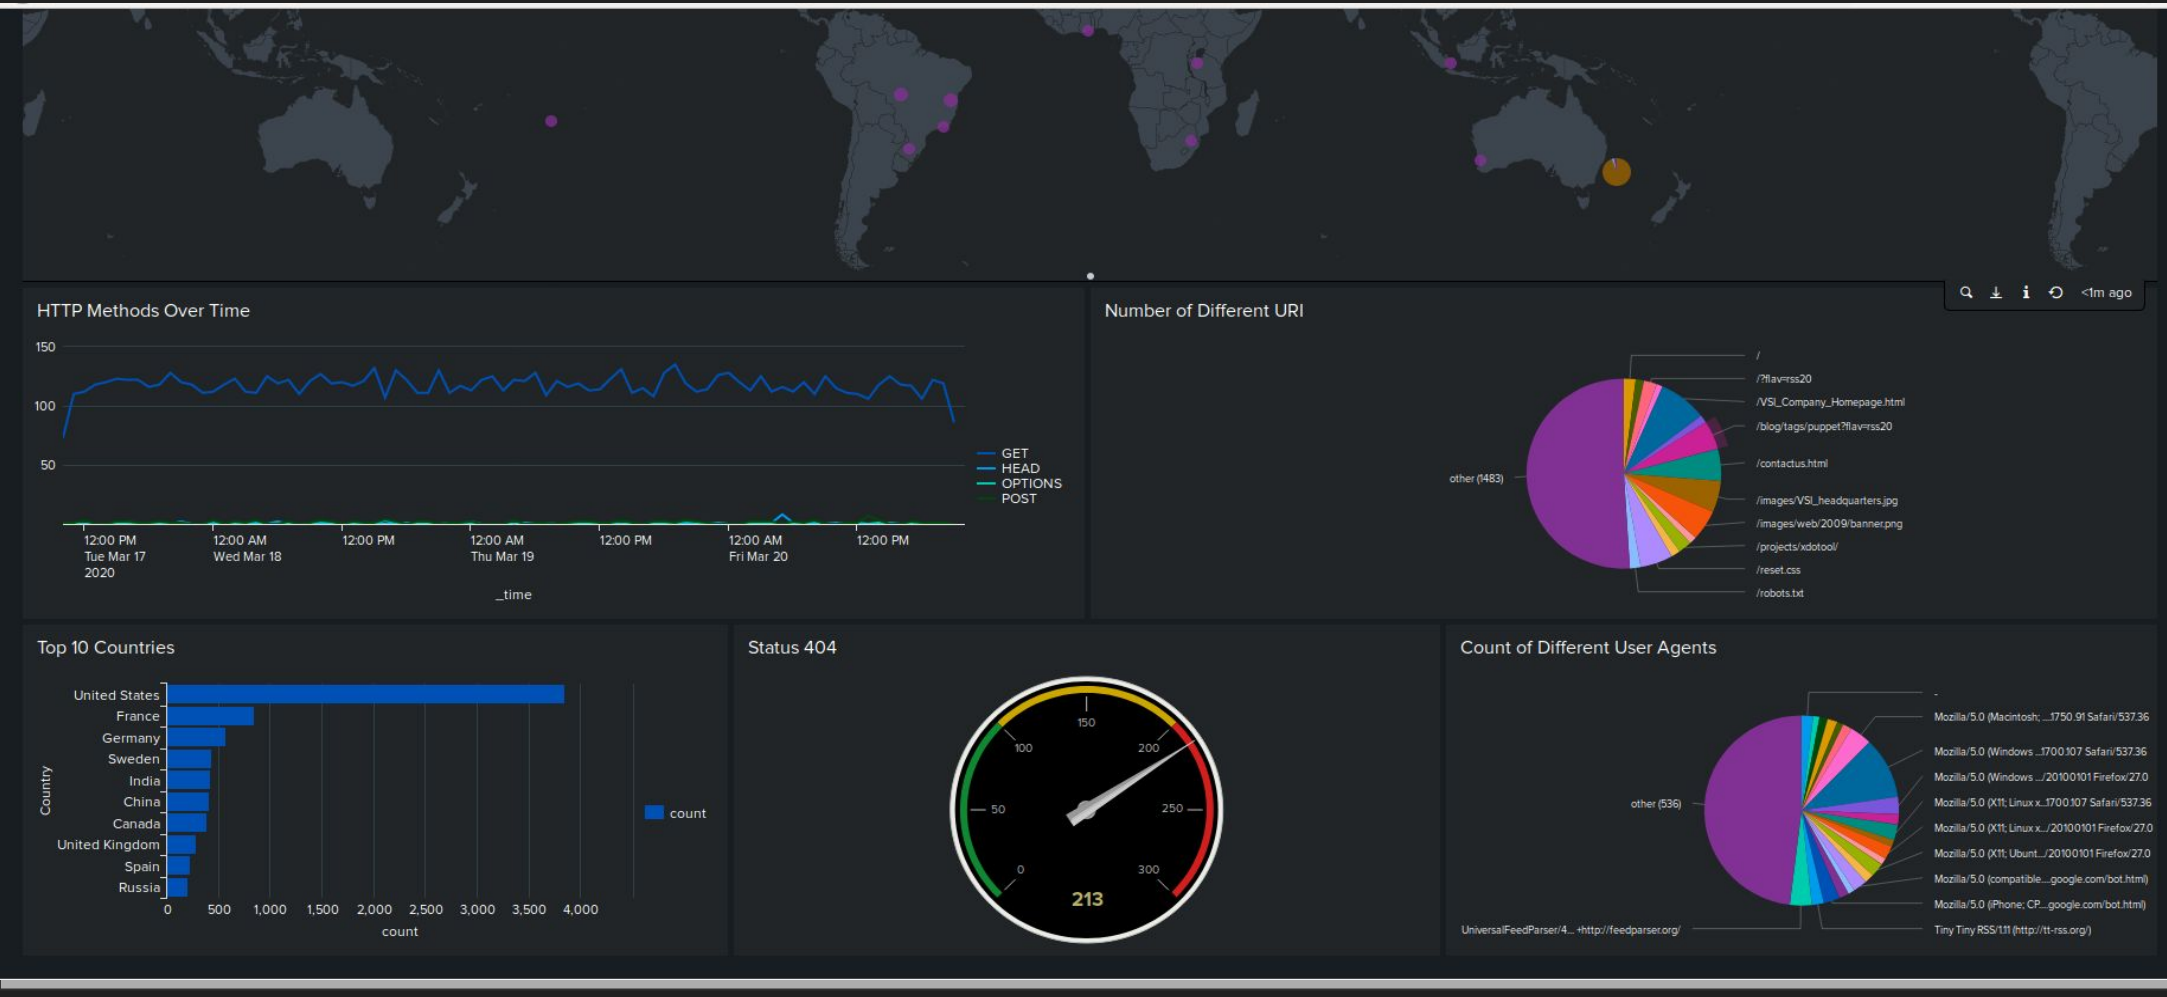 <1m ago
HTTP Methods Over Time
150
100
50
GET
HEAD
OPTIONS
POST
12:00 PM
Tue Mar 17
2020
12:00 AM
Wed Mar 18
12:00 PM
12:00 AM
Thu Mar 19
12:00 PM
12:00 AM
Fri Mar 20
12:00 PM
_time
Number of Different URI
/
/?flav=rss20
/VSI_Company_Homepage.html
/blog/tags/puppet?flav=rss20
/contactus.html
/images/VSI_headquarters.jpg
/images/web/2009/banner.png
/projects/xdotool/
/reset.css
/robots.txt
other (1483)
Top 10 Countries
Country
United States
France
Germany
Sweden
India
China
Canada
United Kingdom
Spain
Russia
0 500 1,000 1,500 2,000 2,500 3,000 3,500 4,000
count
count
Status 404
0
50
100
150
200
250
300
213
Count of Different User Agents
-
Mozilla/5.0 (Macintosh; ...1750.91 Safari/537.36
Mozilla/5.0 (Windows ...1700.107 Safari/537.36
Mozilla/5.0 (Windows .../20100101 Firefox/27.0
Mozilla/5.0 (X11; Linux x...1700.107 Safari/537.36
Mozilla/5.0 (X11; Linux x.../20100101 Firefox/27.0
Mozilla/5.0 (X11; Ubunt.../20100101 Firefox/27.0
Mozilla/5.0 (compatible...google.com/bot.html)
Mozilla/5.0 (iPhone; CP...google.com/bot.html)
Tiny Tiny RSS/1.11 (http://tt-rss.org/)
UniversalFeedParser/4... +http://feedparser.org/
other (536)